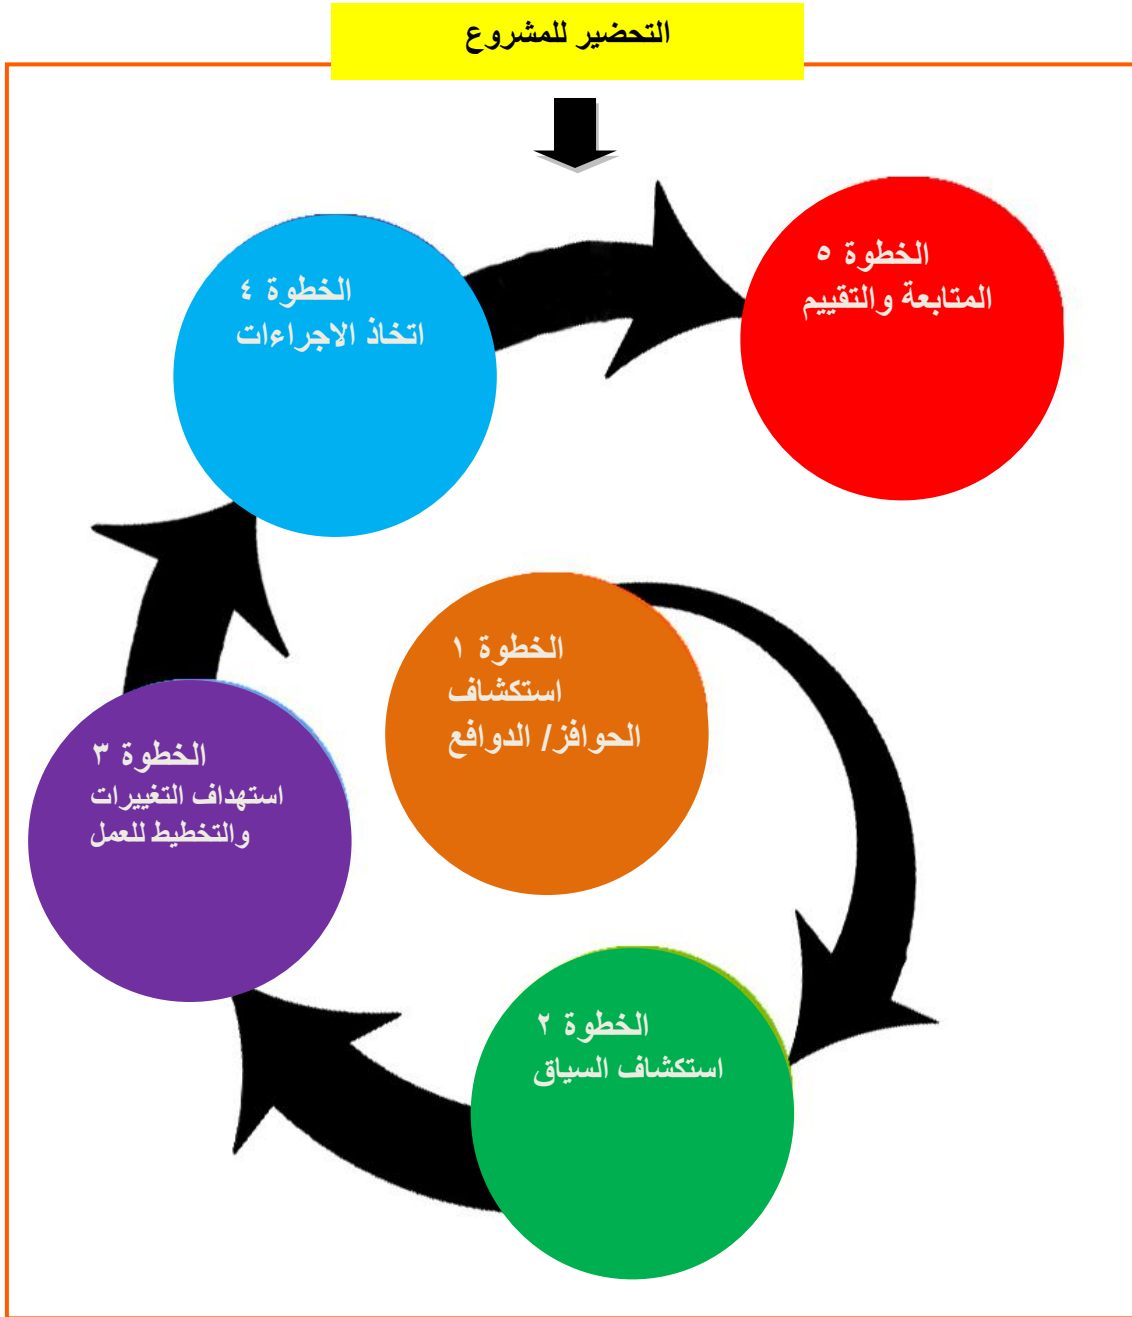 التحضير للمشروع
الخطوة ١
استكشاف
الحوافز/ الدوافع
الخطوة ٢
استكشاف السياق
الخطوة ٣
استهداف التغييرات
والتخطيط للعمل
الخطوة ٤
اتخاذ الاجراءات
الخطوة ٥
المتابعة والتقييم